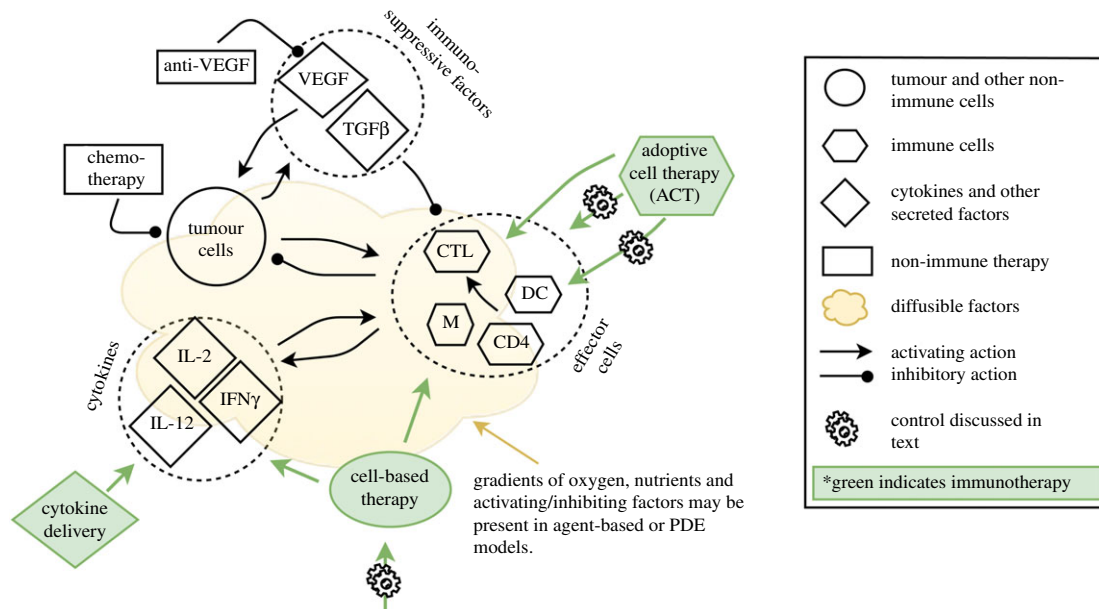 immuno-
suppressive factors
anti-VEGF
VEGF
TGFβ
chemo-
therapy
tumour
cells
adoptive
cell therapy
(ACT)
CTL
DC
M
CD4
effector
cells
cytokines
IL-2
IFNγ
IL-12
cytokine
delivery
cell-based
therapy
gradients of oxygen, nutrients and
activating/inhibiting factors may be
present in agent-based or PDE
models.
tumour and other non-
immune cells
immune cells
cytokines and other
secreted factors
non-immune therapy
diffusible factors
activating action
inhibitory action
control discussed in
text
*green indicates immunotherapy